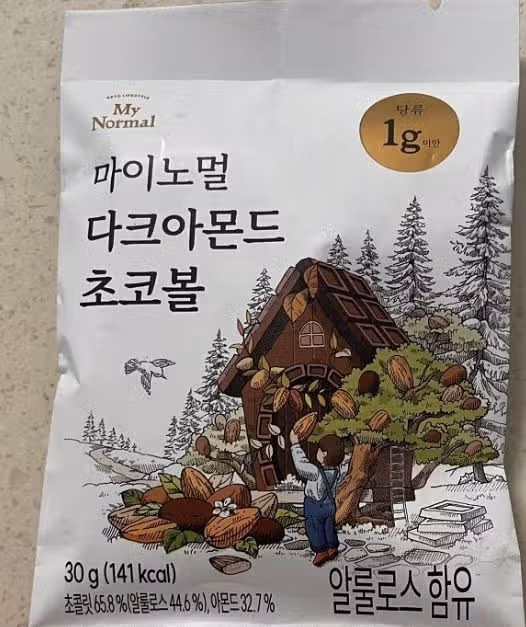 KETO LIFESTYLE
My
Normal
당류
1g 미만
마이노멀
다크아몬드
초코볼
30 g (141 kcal)
초콜릿 65.8 %(알룰로스 44.6 %), 아몬드 32.7 %
알룰로스 함유